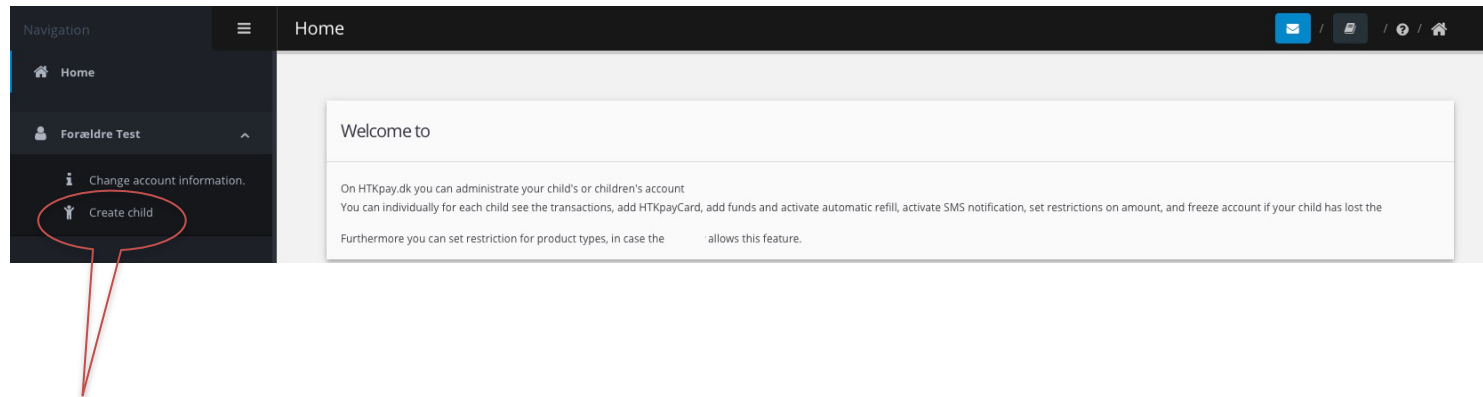 Navigation
Home
/ / /
Home
Forældre Test
Change account information.
Create child
Welcome to
On HTKpay.dk you can administrate your child's or children's account
You can individually for each child see the transactions, add HTKpayCard, add funds and activate automatic refill, activate SMS notification, set restrictions on amount, and freeze account if your child has lost the
Furthermore you can set restriction for product types, in case the allows this feature.